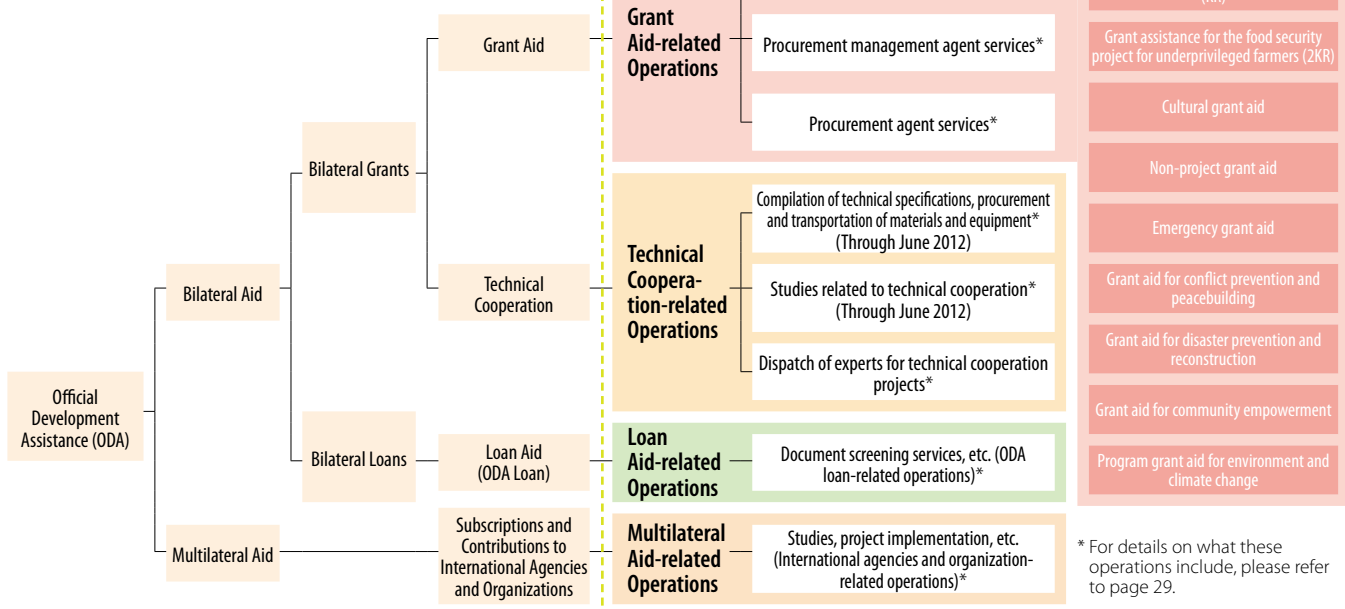 Official
Development
Assistance (ODA)
Bilateral Aid
Multilateral Aid
Bilateral Grants
Bilateral Loans
Grant Aid
Technical
Cooperation
Loan Aid
(ODA Loan)
Subscriptions and
Contributions to
International Agencies
and Organizations
Grant
Aid-related
Operations
Procurement management agent services*
Procurement agent services*
Technical
Coopera-
tion-related
Operations
Compilation of technical specifications, procurement
and transportation of materials and equipment*
(Through June 2012)
Studies related to technical cooperation*
(Through June 2012)
Dispatch of experts for technical cooperation
projects*
Loan
Aid-related
Operations
Document screening services, etc. (ODA
loan-related operations)*
Multilateral
Aid-related
Operations
Studies, project implementation, etc.
(International agencies and organization-
related operations)*
Grant assistance for the food security
project for underprivileged farmers (2KR)
Cultural grant aid
Non-project grant aid
Emergency grant aid
Grant aid for conflict prevention and
peacebuilding
Grant aid for disaster prevention and
reconstruction
Grant aid for community empowerment
Program grant aid for environment and
climate change
* For details on what these
operations include, please refer
to page 29.